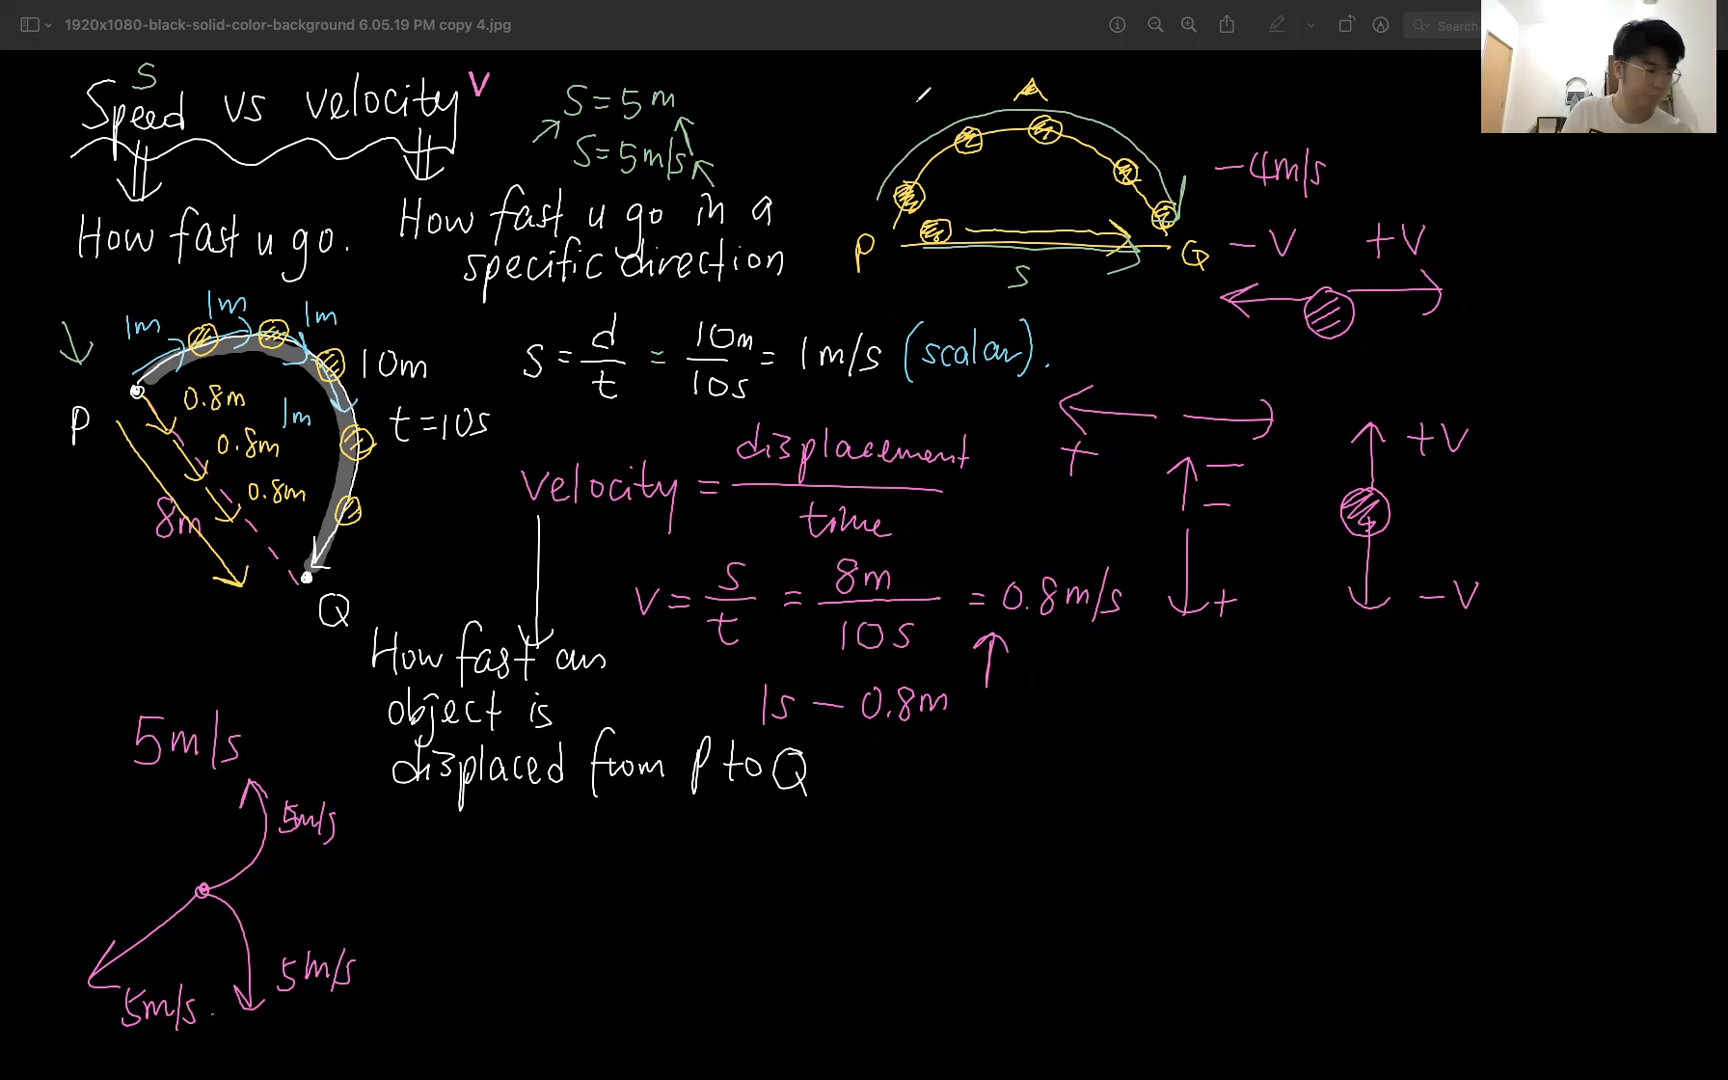 1920x1080-black-solid-color-background 6.05.19 PM copy 4.jpg
Search
S
Speed vs velocity V
S = 5m
S = 5m/s
How fast u go.
How fast u go in a
specific direction
A
P
Q
S
-4m/s
-V
+V
1m
1m
1m
1m
10m
t = 10s
P
0.8m
0.8m
0.8m
8m
Q
S = d/t = 10m/10s = 1m/s (scalar).
velocity = displacement/time
V = S/t = 8m/10s = 0.8m/s
1s - 0.8m
+
-
-
+
+V
-V
How fast an
object is
displaced from P to Q
5m/s
5m/s
5m/s
5m/s.